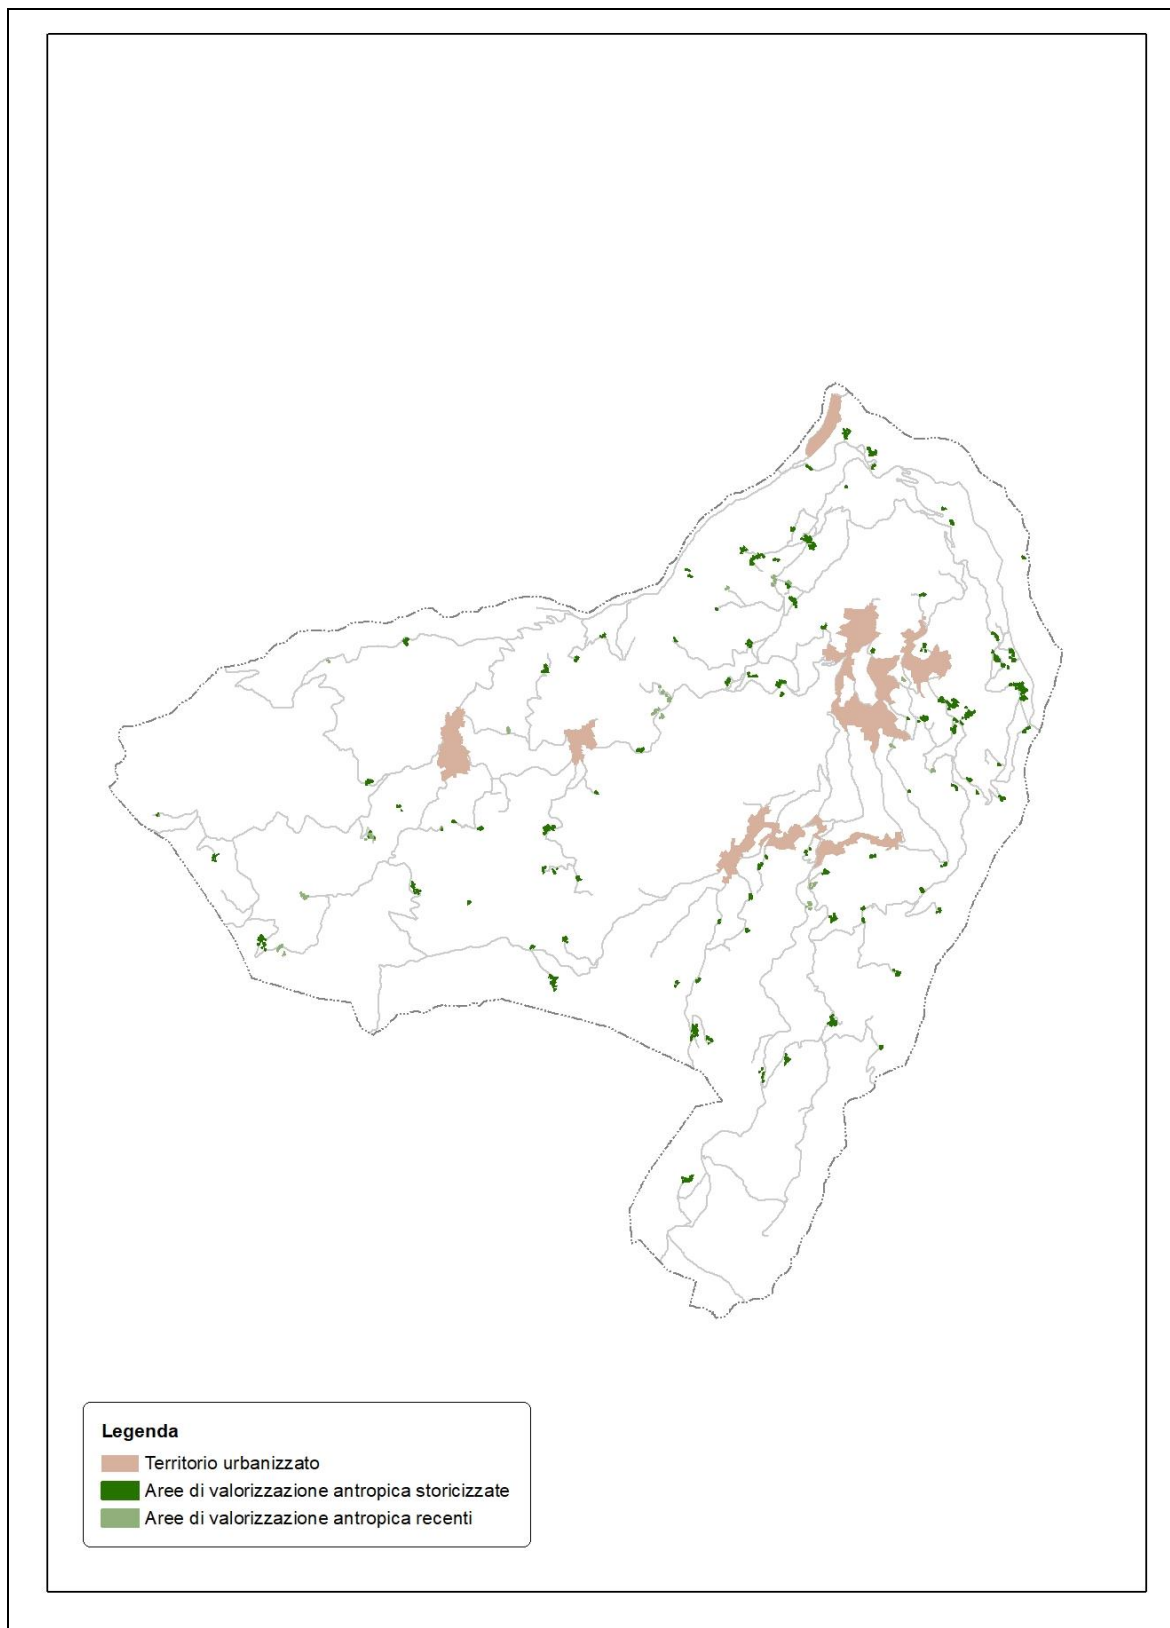 Legenda
Territorio urbanizzato
Aree di valorizzazione antropica storicizzate
Aree di valorizzazione antropica recenti